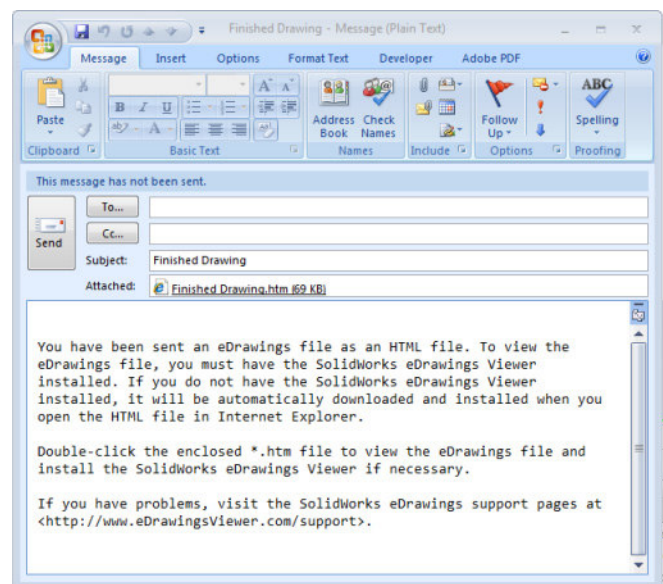 Finished Drawing - Message (Plain Text)
Message Insert Options Format Text Developer Adobe PDF
Paste
B I U
Address Book
Check Names
Follow Up
ABC
Spelling
Clipboard Basic Text Names Include Options Proofing
This message has not been sent.
Send
To...
Cc...
Subject: Finished Drawing
Attached: Finished Drawing.htm (69 KB)
You have been sent an eDrawings file as an HTML file. To view the
eDrawings file, you must have the SolidWorks eDrawings Viewer
installed. If you do not have the SolidWorks eDrawings Viewer
installed, it will be automatically downloaded and installed when you
open the HTML file in Internet Explorer.
Double-click the enclosed *.htm file to view the eDrawings file and
install the SolidWorks eDrawings Viewer if necessary.
If you have problems, visit the SolidWorks eDrawings support pages at
<http://www.eDrawingsViewer.com/support>.